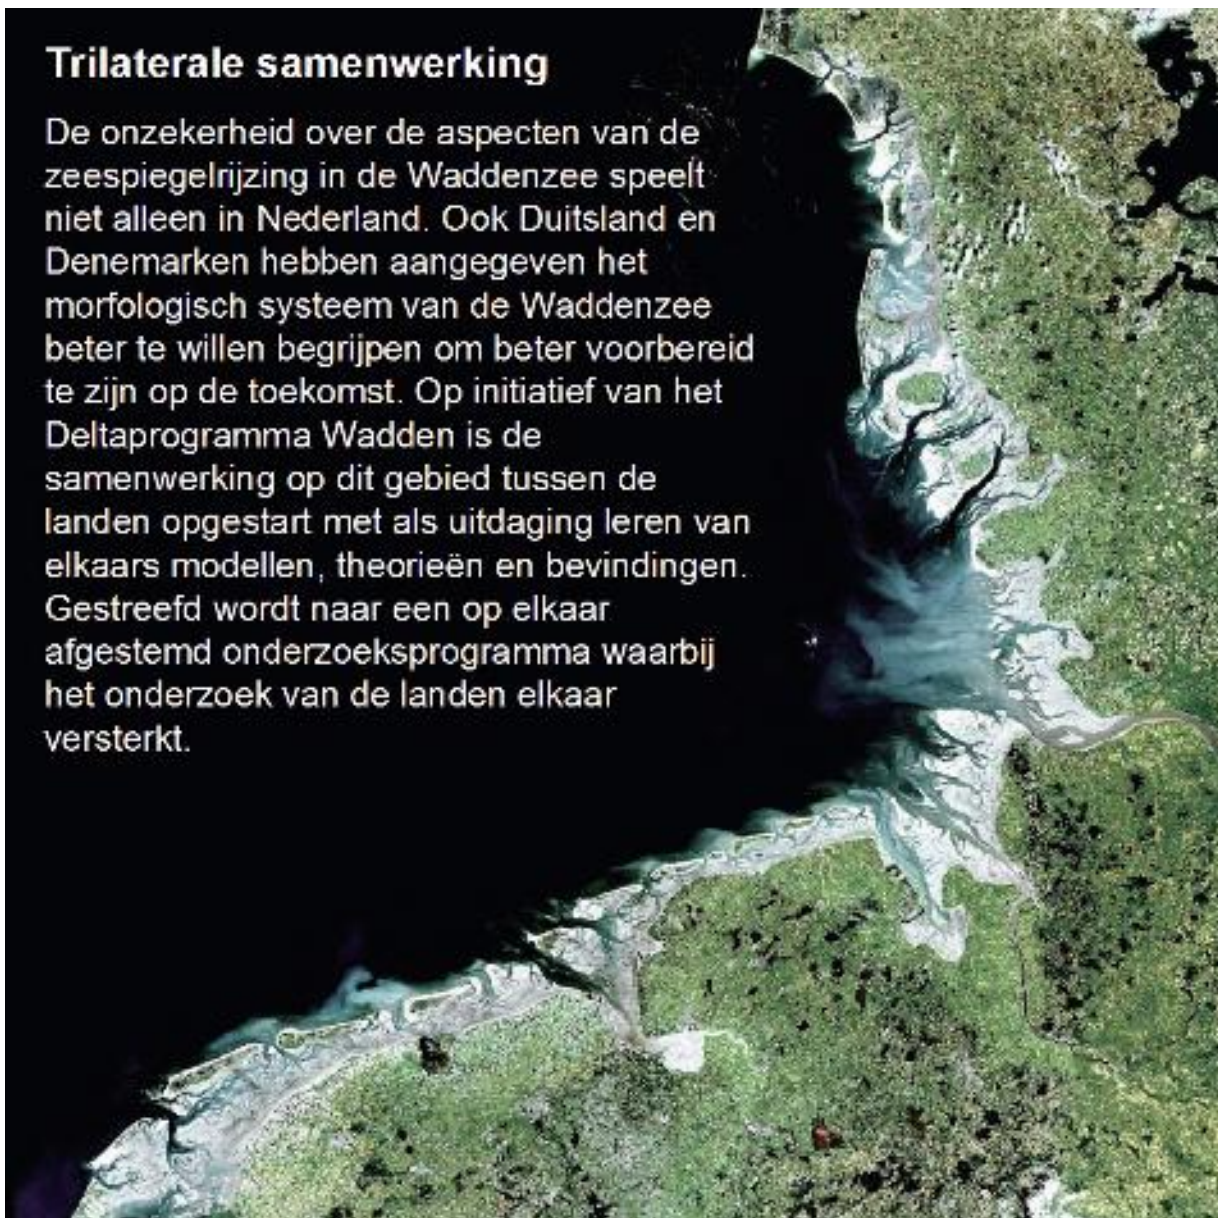 Trilaterale samenwerking
De onzekerheid over de aspecten van de
zeespiegelrijzing in de Waddenzee speelt
niet alleen in Nederland. Ook Duitsland en
Denemarken hebben aangegeven het
morfologisch systeem van de Waddenzee
beter te willen begrijpen om beter voorbereid
te zijn op de toekomst. Op initiatief van het
Deltaprogramma Wadden is de
samenwerking op dit gebied tussen de
landen opgestart met als uitdaging leren van
elkaars modellen, theorieën en bevindingen.
Gestreefd wordt naar een op elkaar
afgestemd onderzoeksprogramma waarbij
het onderzoek van de landen elkaar
versterkt.